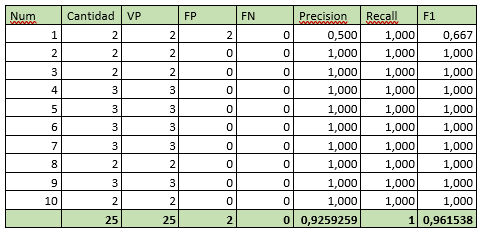 Num Cantidad VP FP FN Precision Recall F1
1 2 2 2 0 0,500 1,000 0,667
2 2 2 0 0 1,000 1,000 1,000
3 2 2 0 0 1,000 1,000 1,000
4 3 3 0 0 1,000 1,000 1,000
5 3 3 0 0 1,000 1,000 1,000
6 3 3 0 0 1,000 1,000 1,000
7 3 3 0 0 1,000 1,000 1,000
8 2 2 0 0 1,000 1,000 1,000
9 3 3 0 0 1,000 1,000 1,000
10 2 2 0 0 1,000 1,000 1,000
25 25 2 0 0,9259259 1 0,961538